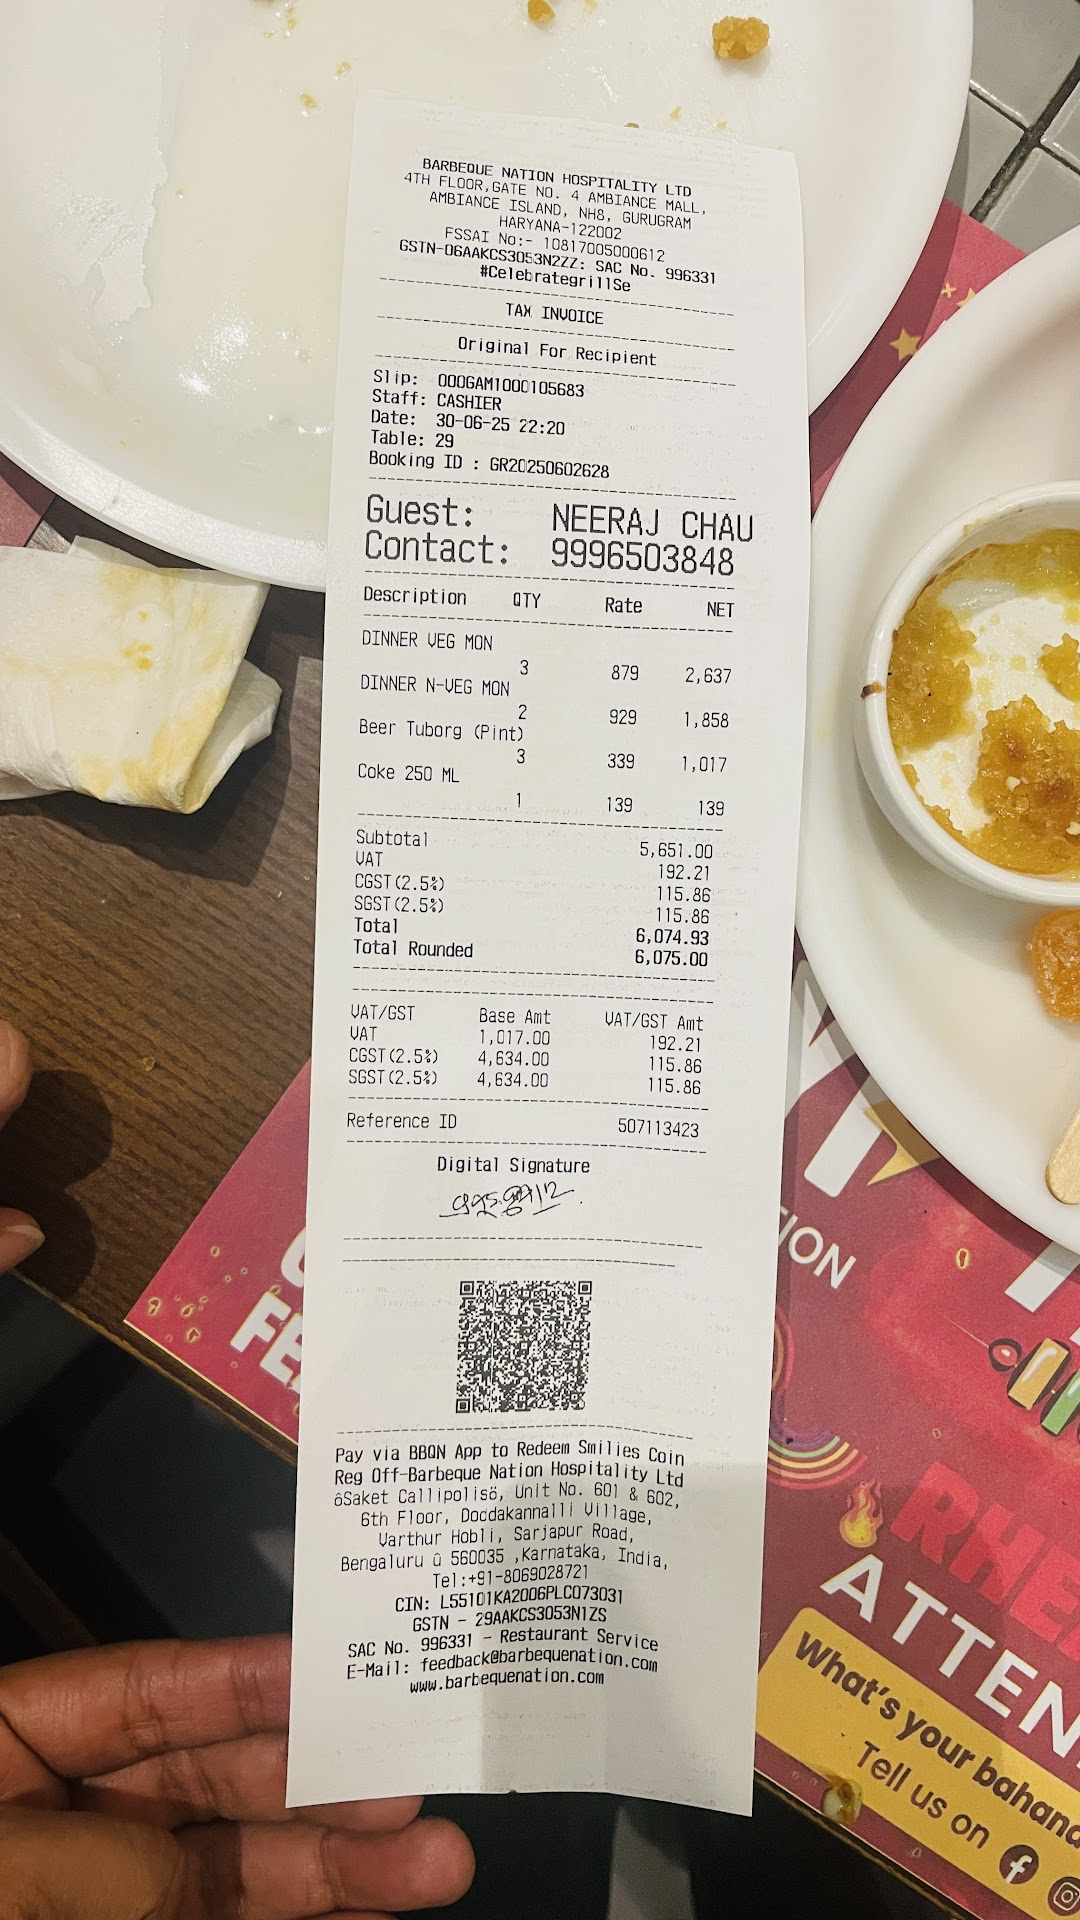 BARBEQUE NATION HOSPITALITY LTD
4TH FLOOR,GATE NO. 4 AMBIANCE MALL,
AMBIANCE ISLAND, NH8, GURUGRAM
HARYANA-122002
FSSAI No:- 10817005000612
GSTN-06AAKCS3053N2ZZ: SAC No. 996331
#CelebrategrillSe
TAX INVOICE
Original For Recipient
Slip: 000GAM1000105683
Staff: CASHIER
Date: 30-06-25 22:20
Table: 29
Booking ID : GR20250602628
Guest: NEERAJ CHAU
Contact: 9996503848
Description QTY Rate NET
DINNER VEG MON
3 879 2,637
DINNER N-VEG MON
2 929 1,858
Beer Tuborg (Pint)
3 339 1,017
Coke 250 ML
1 139 139
Subtotal 5,651.00
VAT 192.21
CGST(2.5%) 115.86
SGST(2.5%) 115.86
Total 6,074.93
Total Rounded 6,075.00
VAT/GST Base Amt VAT/GST Amt
VAT 1,017.00 192.21
CGST(2.5%) 4,634.00 115.86
SGST(2.5%) 4,634.00 115.86
Reference ID 507113423
Digital Signature
Pay via BBQN App to Redeem Smilies Coin
Reg Off-Barbeque Nation Hospitality Ltd
ôSaket Callipolisö, Unit No. 601 & 602,
6th Floor, Doddakannalli Village,
Varthur Hobli, Sarjapur Road,
Bengaluru û 560035 ,Karnataka, India,
Tel:+91-8069028721
CIN: L55101KA2006PLC073031
GSTN - 29AAKCS3053N1ZS
SAC No. 996331 - Restaurant Service
E-Mail: feedback@barbequenation.com
www.barbequenation.com
ION
FE
RHE
ATTEN
What's your bahana
Tell us on